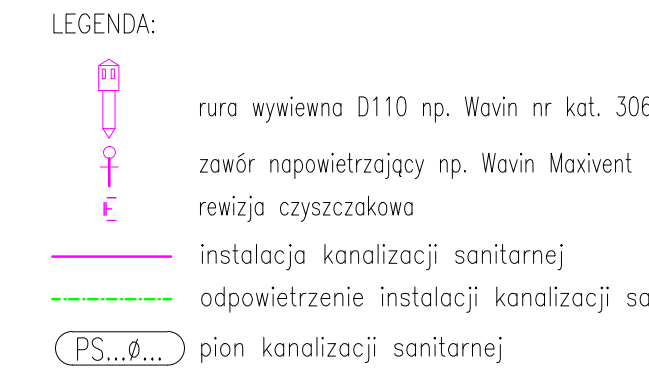 LEGENDA:
rura wywiewna D110 np. Wavin nr kat. 306
zawór napowietrzający np. Wavin Maxivent
rewizja czyszczakowa
instalacja kanalizacji sanitarnej
odpowietrzenie instalacji kanalizacji sa
PS...ø... pion kanalizacji sanitarnej